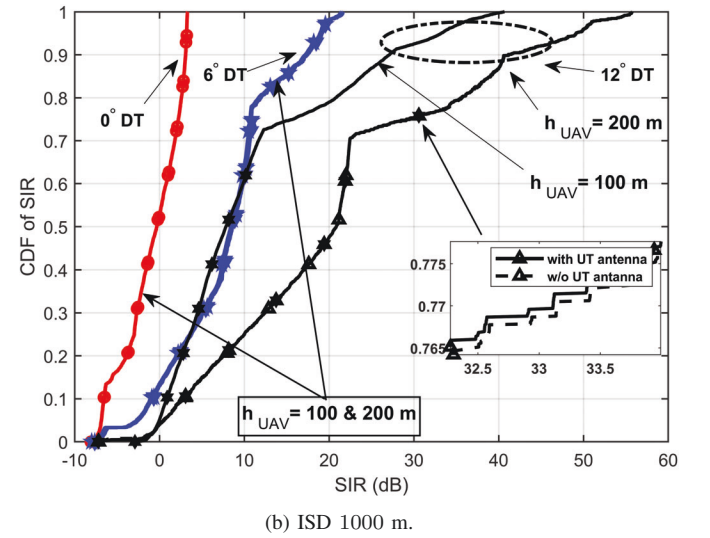 1
0.9
0.8
0.7
0.6
0.5
0.4
0.3
0.2
0.1
0
CDF of SIR
0° DT
6° DT
12° DT
h UAV = 200 m
h UAV = 100 m
with UT antenna
w/o UT antanna
0.775
0.77
0.765
32.5 33 33.5
h UAV = 100 & 200 m
-10 0 10 20 30 40 50 60
SIR (dB)
(b) ISD 1000 m.